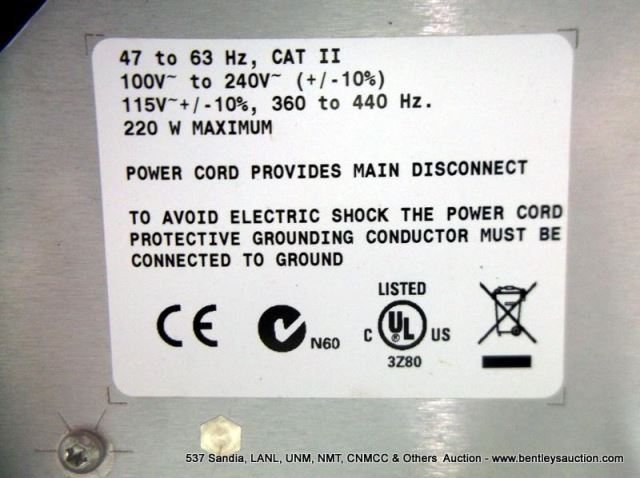 47 to 63 Hz, CAT II
100V~ to 240V~ (+/-10%)
115V~+/-10%, 360 to 440 Hz.
220 W MAXIMUM
POWER CORD PROVIDES MAIN DISCONNECT
TO AVOID ELECTRIC SHOCK THE POWER CORD
PROTECTIVE GROUNDING CONDUCTOR MUST BE
CONNECTED TO GROUND
CE
N60
LISTED
C UL US
3Z80
537 Sandia, LANL, UNM, NMT, CNMCC & Others Auction - www.bentleysauction.com